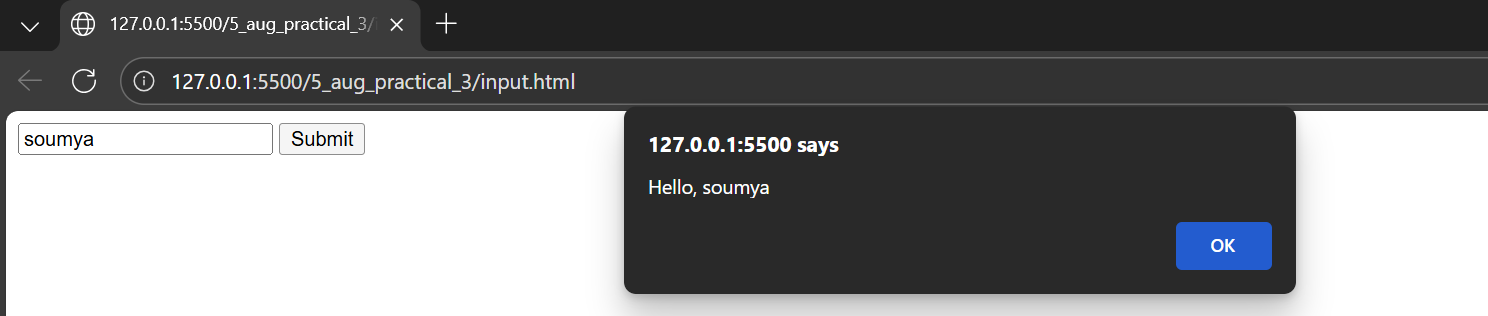 127.0.0.1:5500/5_aug_practical_3/
127.0.0.1:5500/5_aug_practical_3/input.html
soumya
Submit
127.0.0.1:5500 says
Hello, soumya
OK